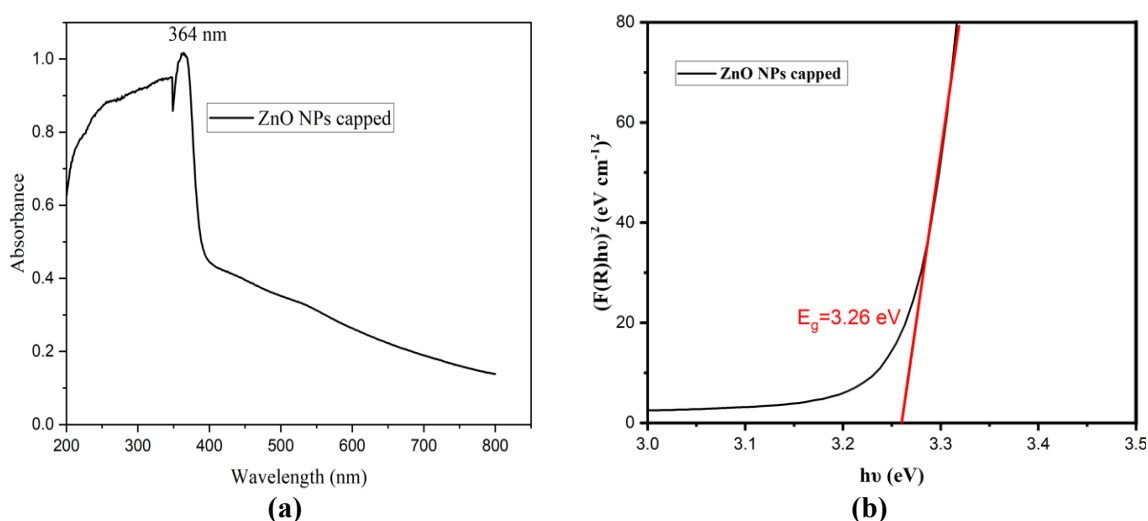 364 nm
ZnO NPs capped
Absorbance
1.0
0.8
0.6
0.4
0.2
0.0
200 300 400 500 600 700 800
Wavelength (nm)
(a)
ZnO NPs capped
(F(R)hυ)² (eV cm⁻¹)²
80
60
40
20
0
E_g=3.26 eV
3.0 3.1 3.2 3.3 3.4 3.5
hυ (eV)
(b)